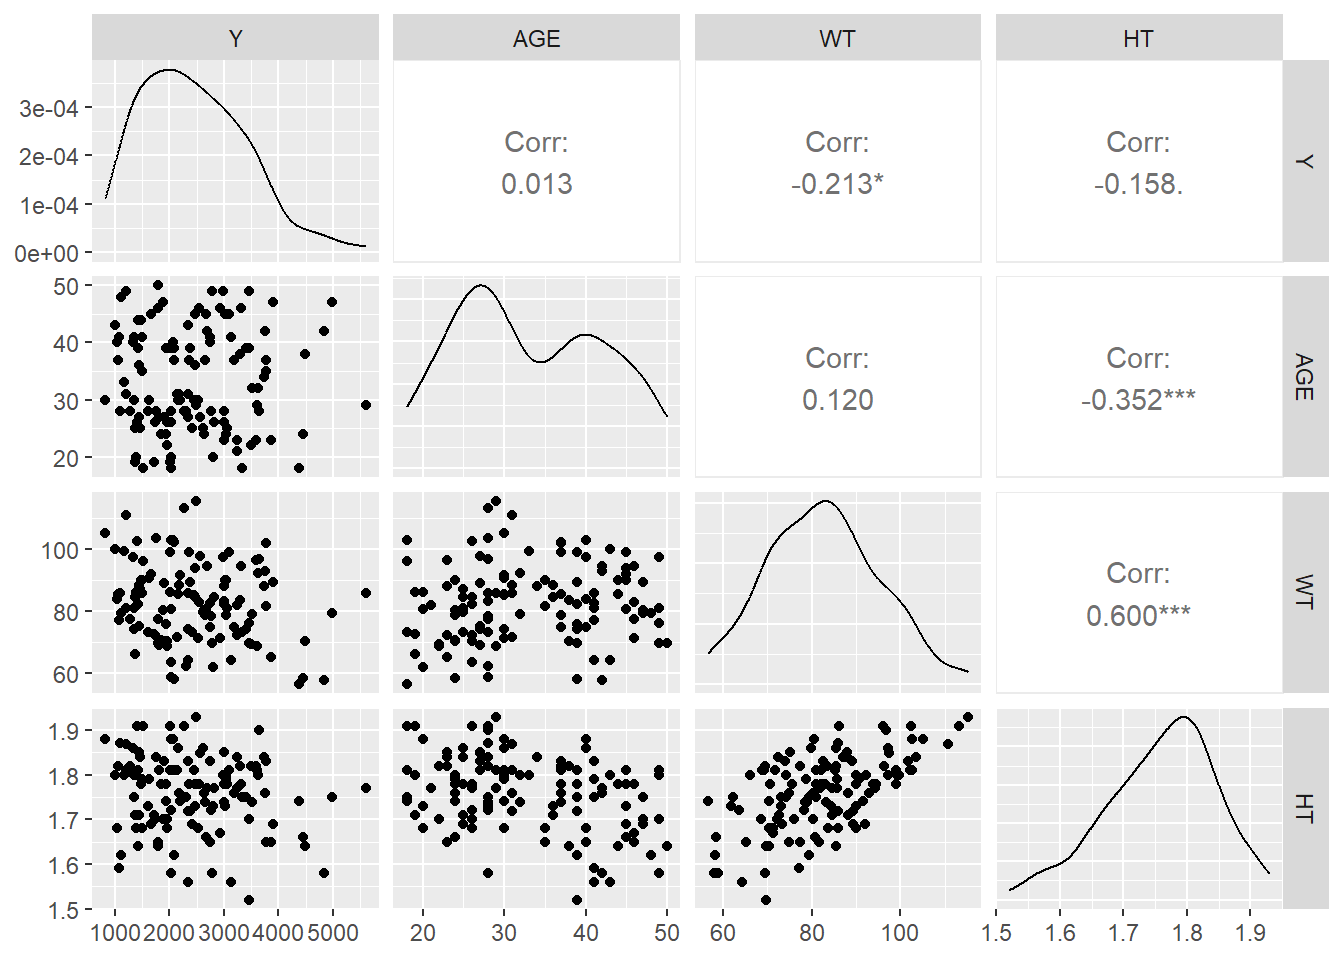 Y AGE WT HT
3e-04
2e-04
1e-04
0e+00
Corr:
0.013
Corr:
-0.213*
Corr:
-0.158.
Y
50
40
30
20
Corr:
0.120
Corr:
-0.352***
AGE
100
80
60
Corr:
0.600***
WT
1.9
1.8
1.7
1.6
1.5
HT
1000 2000 3000 4000 5000
20 30 40 50
60 80 100
1.5 1.6 1.7 1.8 1.9